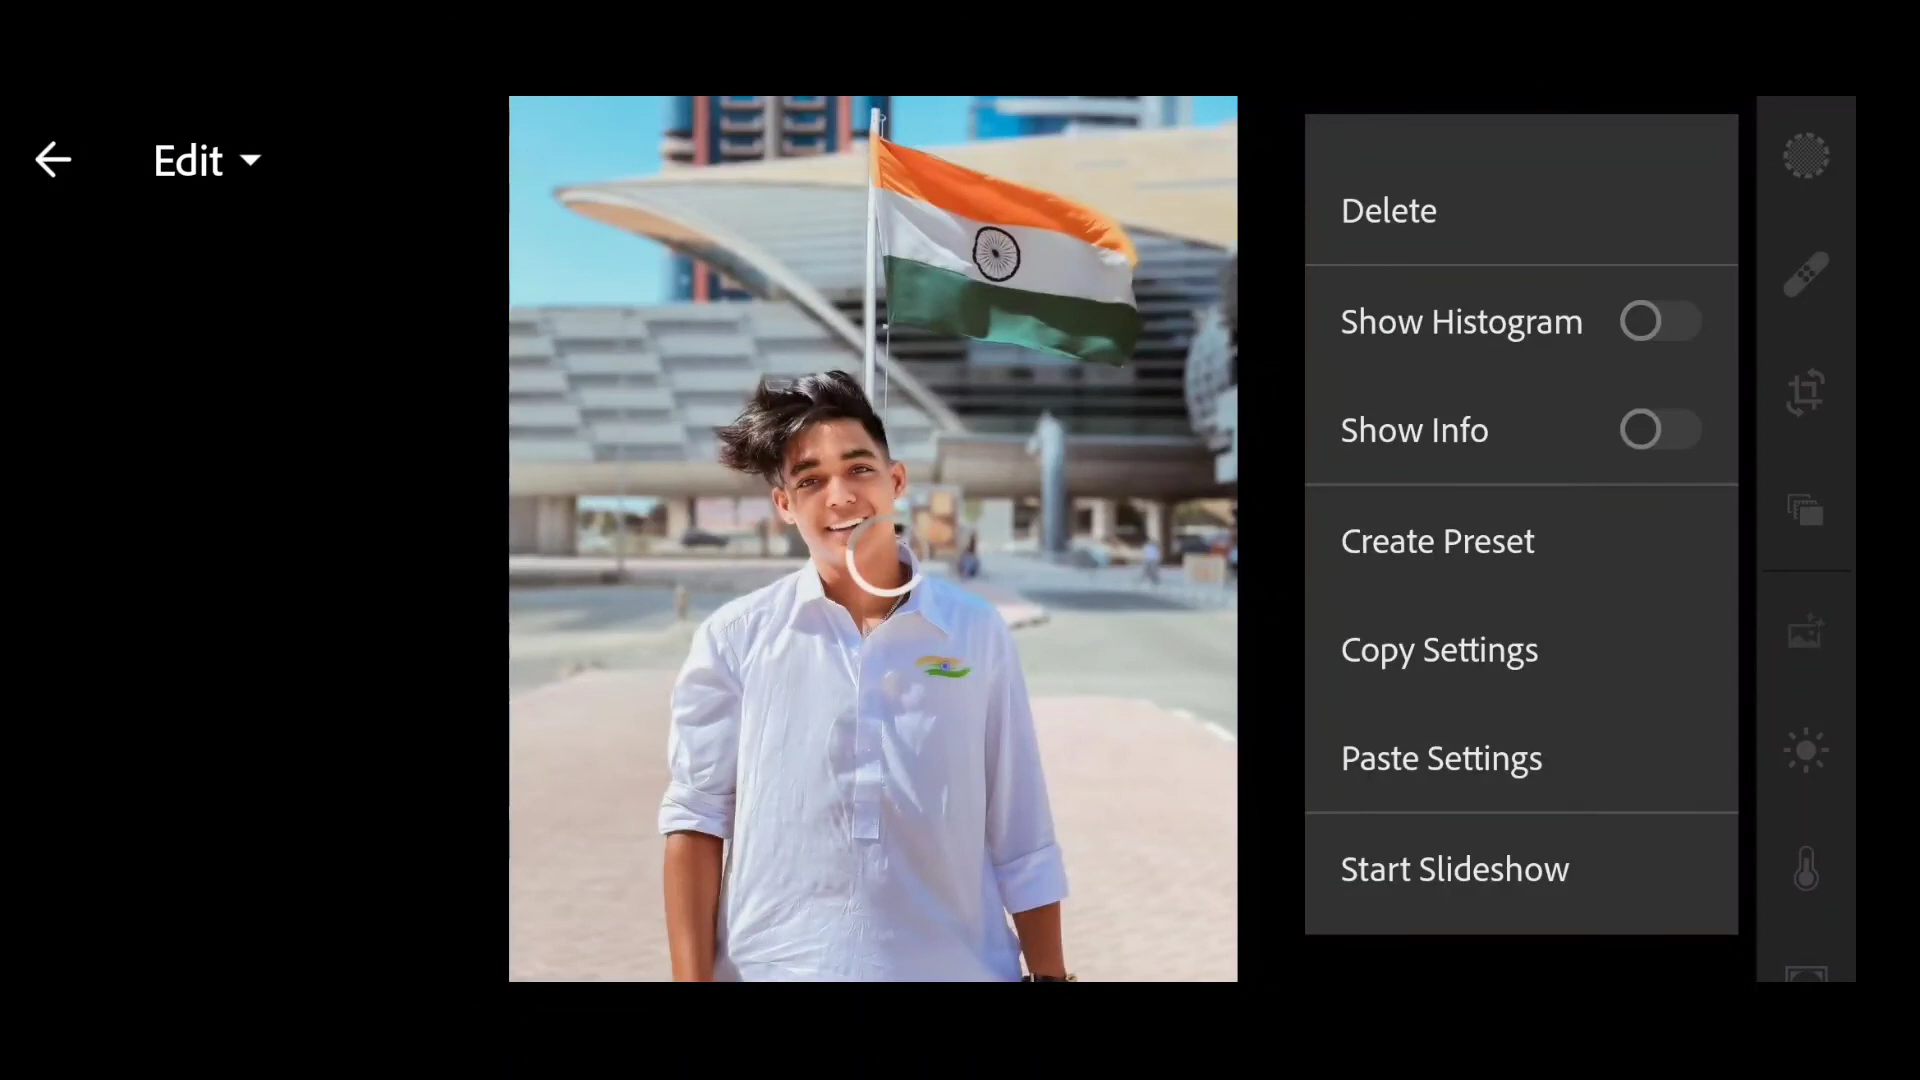 Edit
Delete
Show Histogram
Show Info
Create Preset
Copy Settings
Paste Settings
Start Slideshow